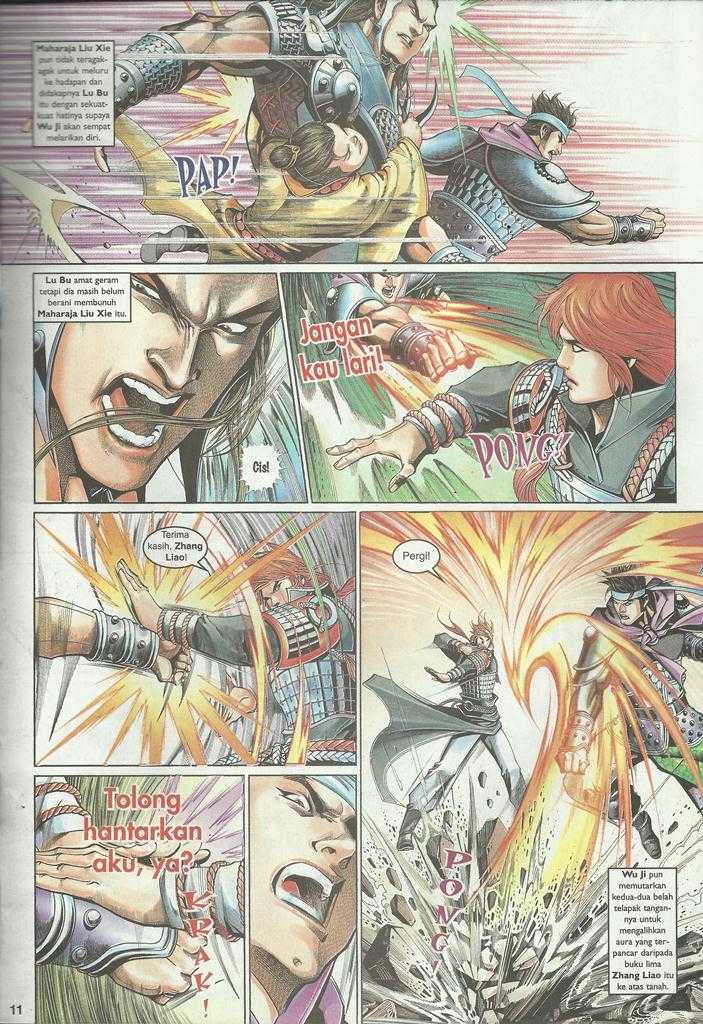 Maharaja Liu Xie
pun tidak teragak-
agak untuk meluru
ke hadapan dan
didakapnya Lu Bu
itu dengan sekuat-
kuat hatinya supaya
Wu Ji akan sempat
melarikan diri.
PAP!
Lu Bu amat geram
tetapi dia masih belum
berani membunuh
Maharaja Liu Xie itu.
Cis!
Jangan
kau lari!
PONG!
Terima
kasih, Zhang
Liao!
Pergi!
PONG!
Wu Ji pun
memutarkan
kedua-dua belah
telapak tangan-
nya untuk
mengalihkan
aura yang ter-
pancar daripada
buku lima
Zhang Liao itu
ke atas tanah.
Tolong
hantarkan
aku, ya?
KRAK!
11